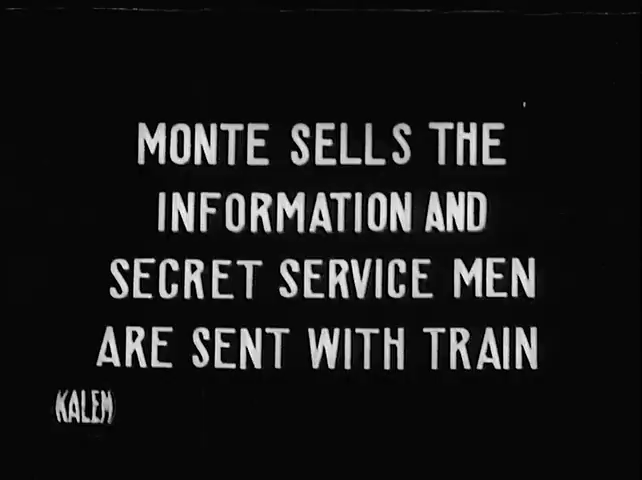 MONTE SELLS THE
INFORMATION AND
SECRET SERVICE MEN
ARE SENT WITH TRAIN
KALEM